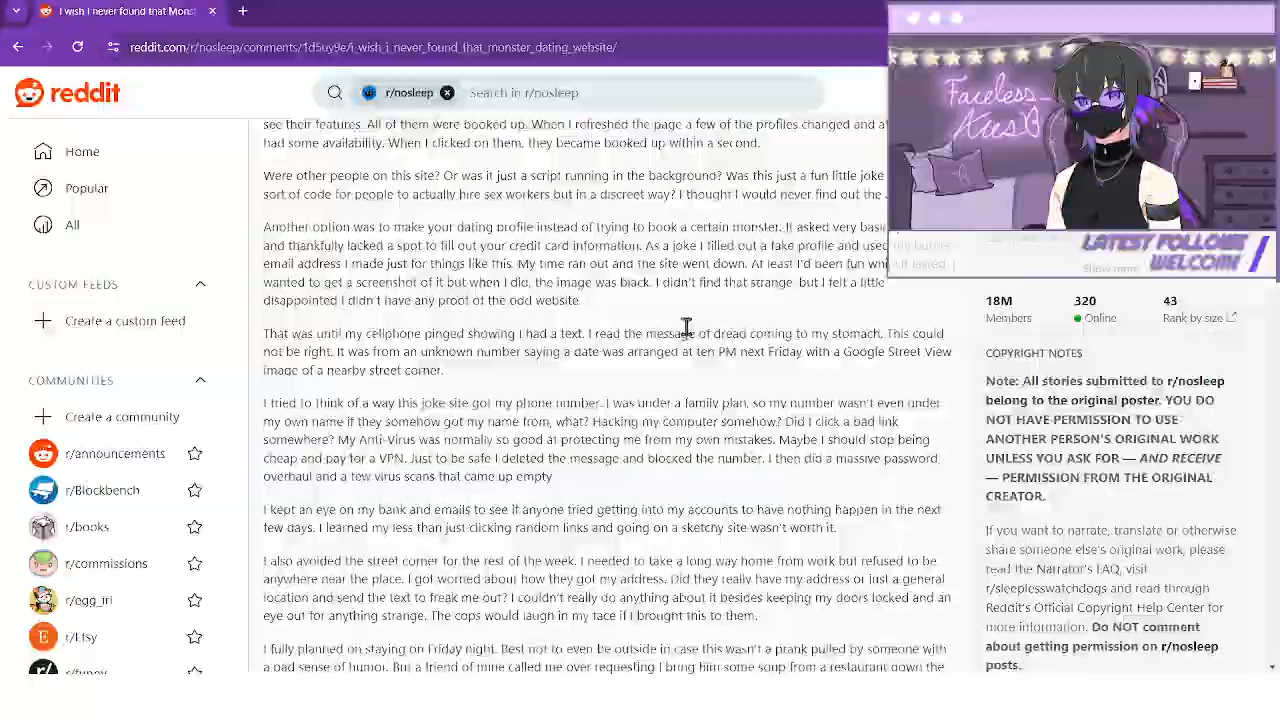 I wish I never found that Monst
reddit.com/r/nosleep/comments/1d5uy9e/i_wish_i_never_found_that_monster_dating_website/
reddit
r/nosleep
Search in r/nosleep
Home
Popular
All
CUSTOM FEEDS
Create a custom feed
COMMUNITIES
Create a community
r/announcements
r/Blockbench
r/books
r/commissions
r/egg_irl
r/Etsy
see their features. All of them were booked up. When I refreshed the page a few of the profiles changed and
had some availability. When I clicked on them, they became booked up within a second.
Were other people on this site? Or was it just a script running in the background? Was this just a fun little joke
sort of code for people to actually hire sex workers but in a discreet way? I thought I would never find out the
Another option was to make your dating profile instead of trying to book a certain monster. It asked very
and thankfully lacked a spot to fill out your credit card information. As a joke I filled out a fake profile and used my burner
email address I made just for things like this. My time ran out and the site went down. At least I'd been fun while it lasted. I
wanted to get a screenshot of it but when I did, the image was black. I didn't find that strange but I felt a little
disappointed I didn't have any proof of the odd website.
That was until my cellphone pinged showing I had a text. I read the message of dread coming to my stomach. This could
not be right. It was from an unknown number saying a date was arranged at ten PM next Friday with a Google Street View
image of a nearby street corner.
I tried to think of a way this joke site got my phone number. I was under a family plan, so my number wasn't even under
my own name if they somehow got my name from, what? Hacking my computer somehow? Did I click a bad link
somewhere? My Anti-Virus was normally so good at protecting me from my own mistakes. Maybe I should stop being
cheap and pay for a VPN. Just to be safe I deleted the message and blocked the number. I then did a massive password
overhaul and a few virus scans that came up empty
I kept an eye on my bank and emails to see if anyone tried getting into my accounts to have nothing happen in the next
few days. I learned my less than just clicking random links and going on a sketchy site wasn't worth it.
I also avoided the street corner for the rest of the week. I needed to take a long way home from work but refused to be
anywhere near the place. I got worried about how they got my address. Did they really have my address or just a general
location and send the text to freak me out? I couldn't really do anything about it besides keeping my doors locked and an
eye out for anything strange. The cops would laugh in my face if I brought this to them.
I fully planned on staying on Friday night. Best not to even be outside in case this wasn't a prank pulled by someone with
a bad sense of humor. But a friend of mine called me over requesting I bring him some soup from a restaurant down the
Faceless_
LATEST FOLLOWE
WELCOM!
Show more
18M
320
43
Members
Online
Rank by size
COPYRIGHT NOTES
Note: All stories submitted to r/nosleep
belong to the original poster. YOU DO
NOT HAVE PERMISSION TO USE
ANOTHER PERSON'S ORIGINAL WORK
UNLESS YOU ASK FOR — AND RECEIVE
— PERMISSION FROM THE ORIGINAL
CREATOR.
If you want to narrate, translate or otherwise
share someone else's original work, please
read the Narrator's FAQ, visit
r/sleeplesswatchdogs and read through
Reddit's Official Copyright Help Center for
more information. Do NOT comment
about getting permission on r/nosleep
posts.